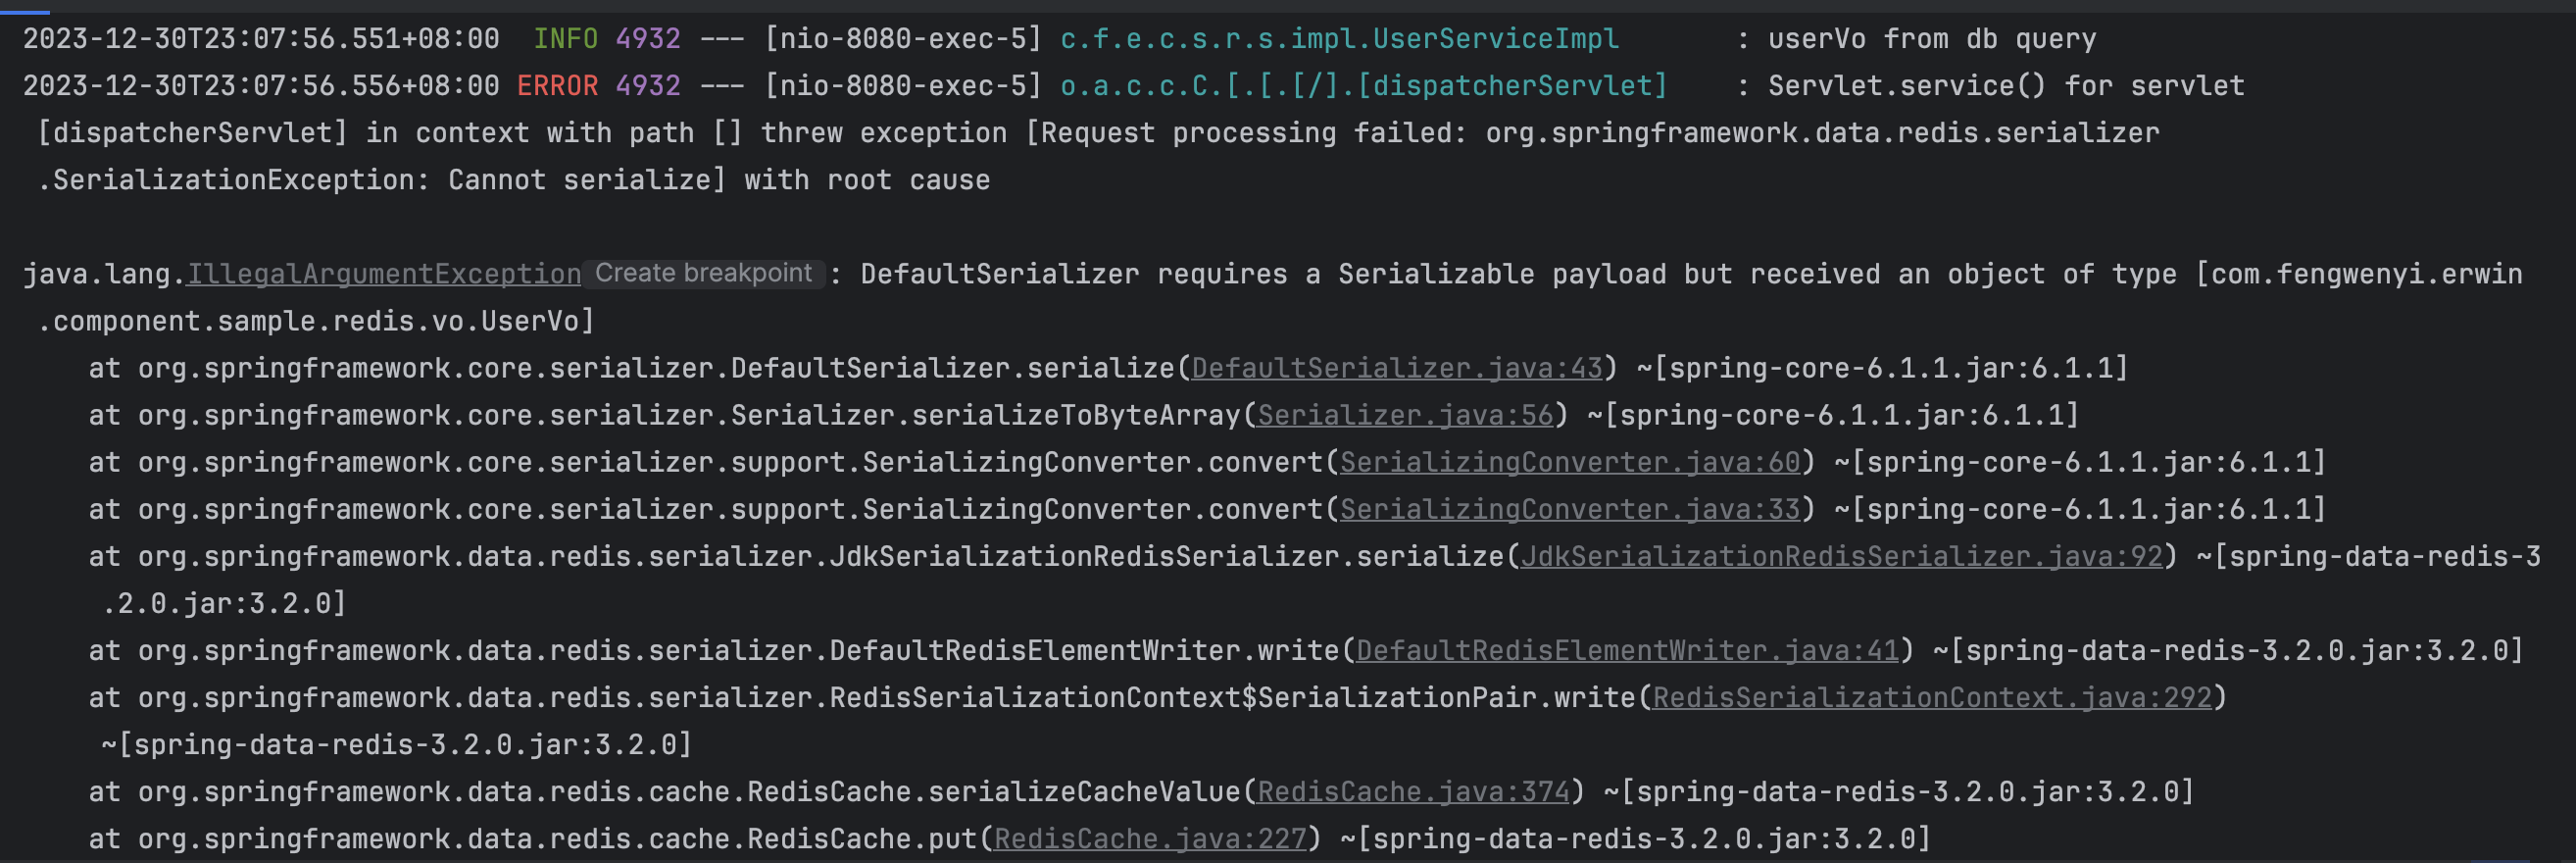 2023-12-30T23:07:56.551+08:00  INFO 4932 --- [nio-8080-exec-5] c.f.e.c.s.r.s.impl.UserServiceImpl       : userVo from db query
2023-12-30T23:07:56.556+08:00 ERROR 4932 --- [nio-8080-exec-5] o.a.c.c.C.[.[.[/].[dispatcherServlet]    : Servlet.service() for servlet
[dispatcherServlet] in context with path [] threw exception [Request processing failed: org.springframework.data.redis.serializer
.SerializationException: Cannot serialize] with root cause
java.lang.IllegalArgumentException Create breakpoint : DefaultSerializer requires a Serializable payload but received an object of type [com.fengwenyi.erwin
.component.sample.redis.vo.UserVo]
at org.springframework.core.serializer.DefaultSerializer.serialize(DefaultSerializer.java:43) ~[spring-core-6.1.1.jar:6.1.1]
at org.springframework.core.serializer.Serializer.serializeToByteArray(Serializer.java:56) ~[spring-core-6.1.1.jar:6.1.1]
at org.springframework.core.serializer.support.SerializingConverter.convert(SerializingConverter.java:60) ~[spring-core-6.1.1.jar:6.1.1]
at org.springframework.core.serializer.support.SerializingConverter.convert(SerializingConverter.java:33) ~[spring-core-6.1.1.jar:6.1.1]
at org.springframework.data.redis.serializer.JdkSerializationRedisSerializer.serialize(JdkSerializationRedisSerializer.java:92) ~[spring-data-redis-3
.2.0.jar:3.2.0]
at org.springframework.data.redis.serializer.DefaultRedisElementWriter.write(DefaultRedisElementWriter.java:41) ~[spring-data-redis-3.2.0.jar:3.2.0]
at org.springframework.data.redis.serializer.RedisSerializationContext$SerializationPair.write(RedisSerializationContext.java:292)
~[spring-data-redis-3.2.0.jar:3.2.0]
at org.springframework.data.redis.cache.RedisCache.serializeCacheValue(RedisCache.java:374) ~[spring-data-redis-3.2.0.jar:3.2.0]
at org.springframework.data.redis.cache.RedisCache.put(RedisCache.java:227) ~[spring-data-redis-3.2.0.jar:3.2.0]